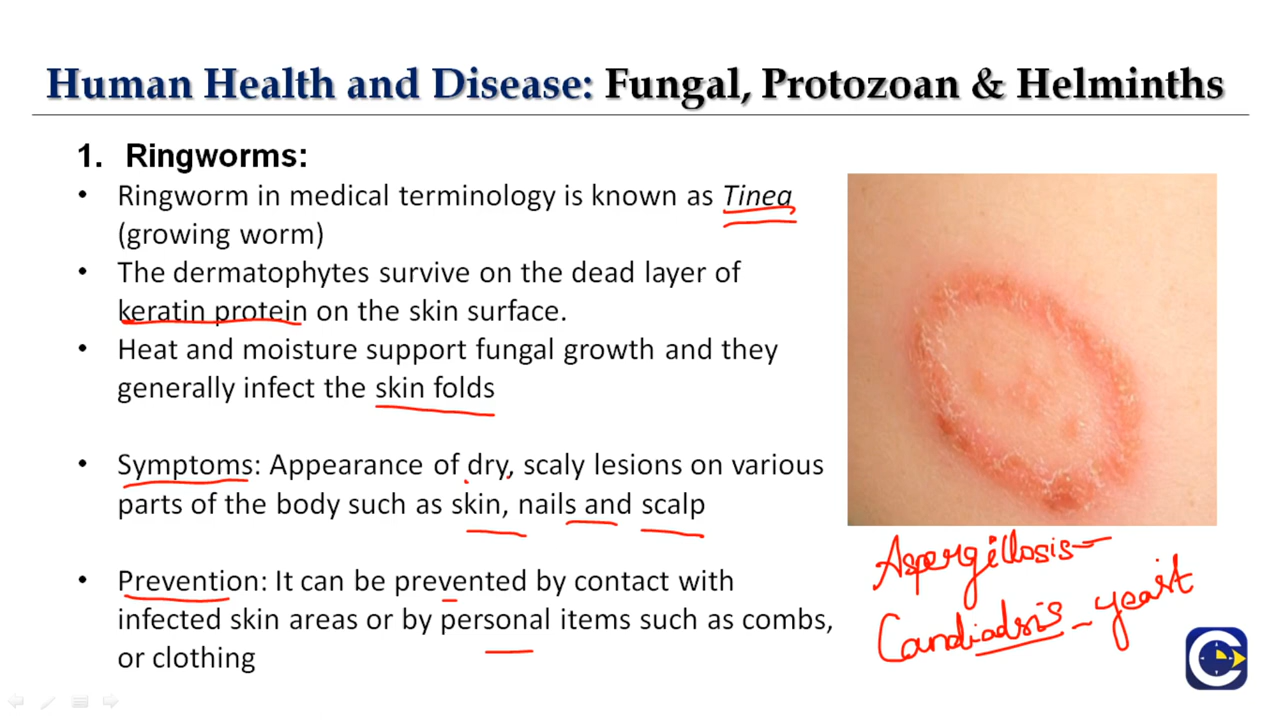 Human Health and Disease: Fungal, Protozoan & Helminths
1. Ringworms:
• Ringworm in medical terminology is known as Tinea
(growing worm)
• The dermatophytes survive on the dead layer of
keratin protein on the skin surface.
• Heat and moisture support fungal growth and they
generally infect the skin folds
• Symptoms: Appearance of dry, scaly lesions on various
parts of the body such as skin, nails and scalp
• Prevention: It can be prevented by contact with
infected skin areas or by personal items such as combs,
or clothing
Aspergillosis –
Candiadsis – yeast